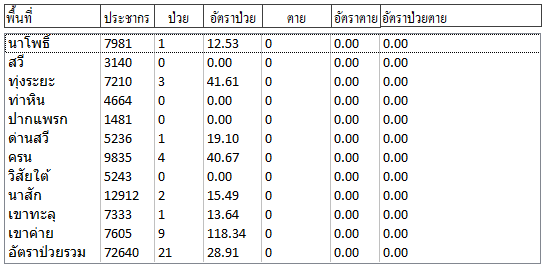 พื้นที่ ประชากร ป่วย อัตราป่วย ตาย อัตราตาย อัตราป่วยตาย
นาโพธิ์ 7981 1 12.53 0 0.00 0.00
สวี 3140 0 0.00 0 0.00 0.00
ทุ่งระยะ 7210 3 41.61 0 0.00 0.00
ท่าหิน 4664 0 0.00 0 0.00 0.00
ปากแพรก 1481 0 0.00 0 0.00 0.00
ด่านสวี 5236 1 19.10 0 0.00 0.00
ครน 9835 4 40.67 0 0.00 0.00
วิสัยใต้ 5243 0 0.00 0 0.00 0.00
นาสัก 12912 2 15.49 0 0.00 0.00
เขาทะลุ 7333 1 13.64 0 0.00 0.00
เขาค่าย 7605 9 118.34 0 0.00 0.00
อัตราป่วยรวม 72640 21 28.91 0 0.00 0.00